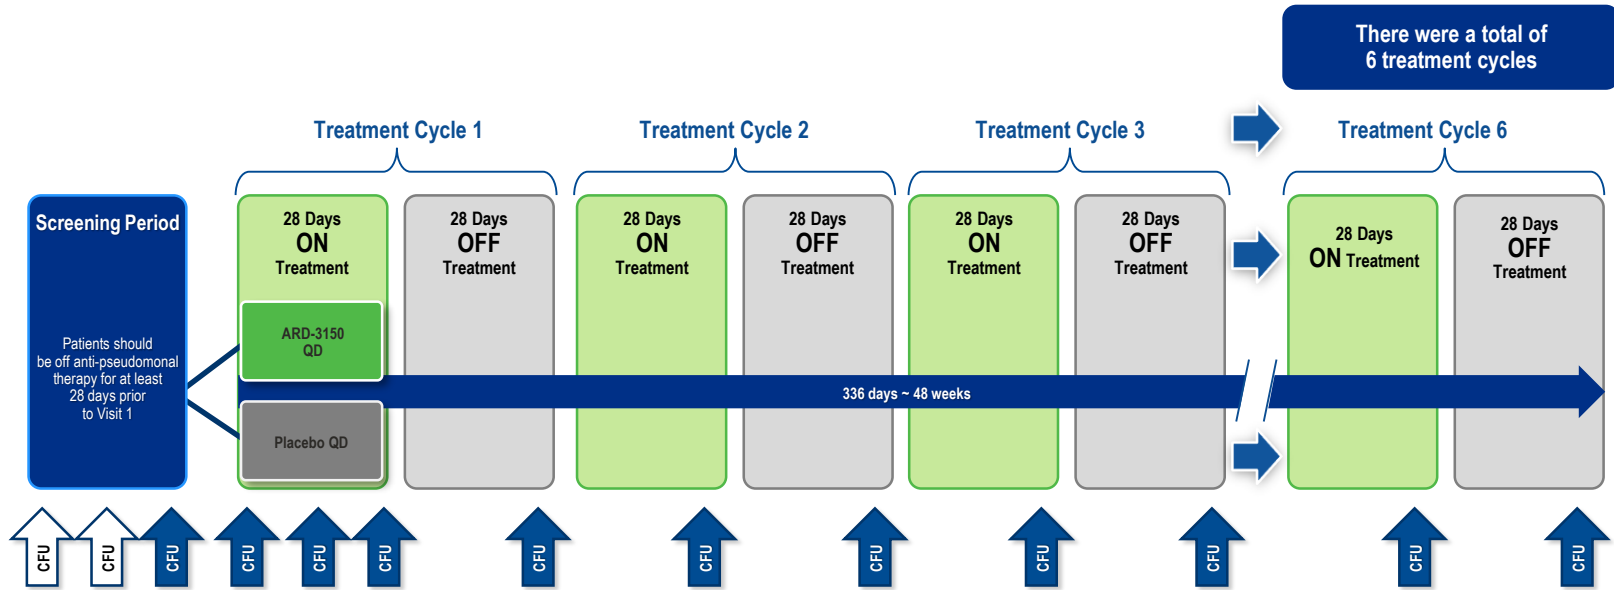 There were a total of
6 treatment cycles
Treatment Cycle 1
Treatment Cycle 2
Treatment Cycle 3
Treatment Cycle 6
Screening Period
Patients should
be off anti-pseudomonal
therapy for at least
28 days prior
to Visit 1
28 Days
ON
Treatment
28 Days
OFF
Treatment
28 Days
ON
Treatment
28 Days
OFF
Treatment
28 Days
ON
Treatment
28 Days
OFF
Treatment
28 Days
ON Treatment
28 Days
OFF
Treatment
ARD-3150
QD
336 days ~ 48 weeks
Placebo QD
CFU
CFU
CFU
CFU
CFU
CFU
CFU
CFU
CFU
CFU
CFU
CFU
CFU